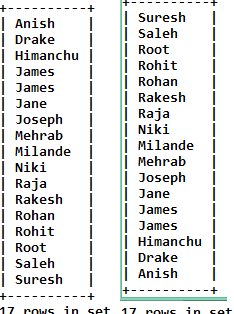 +----------+
| Anish    |
| Drake    |
| Himanchu |
| James    |
| James    |
| Jane     |
| Joseph   |
| Mehrab   |
| Milande  |
| Niki     |
| Raja     |
| Rakesh   |
| Rohan    |
| Rohit    |
| Root     |
| Saleh    |
| Suresh   |
+----------+
17 rows in set
+----------+
| Suresh   |
| Saleh    |
| Root     |
| Rohit    |
| Rohan    |
| Rakesh   |
| Raja     |
| Niki     |
| Milande  |
| Mehrab   |
| Joseph   |
| Jane     |
| James    |
| James    |
| Himanchu |
| Drake    |
| Anish    |
+----------+
17 rows in set